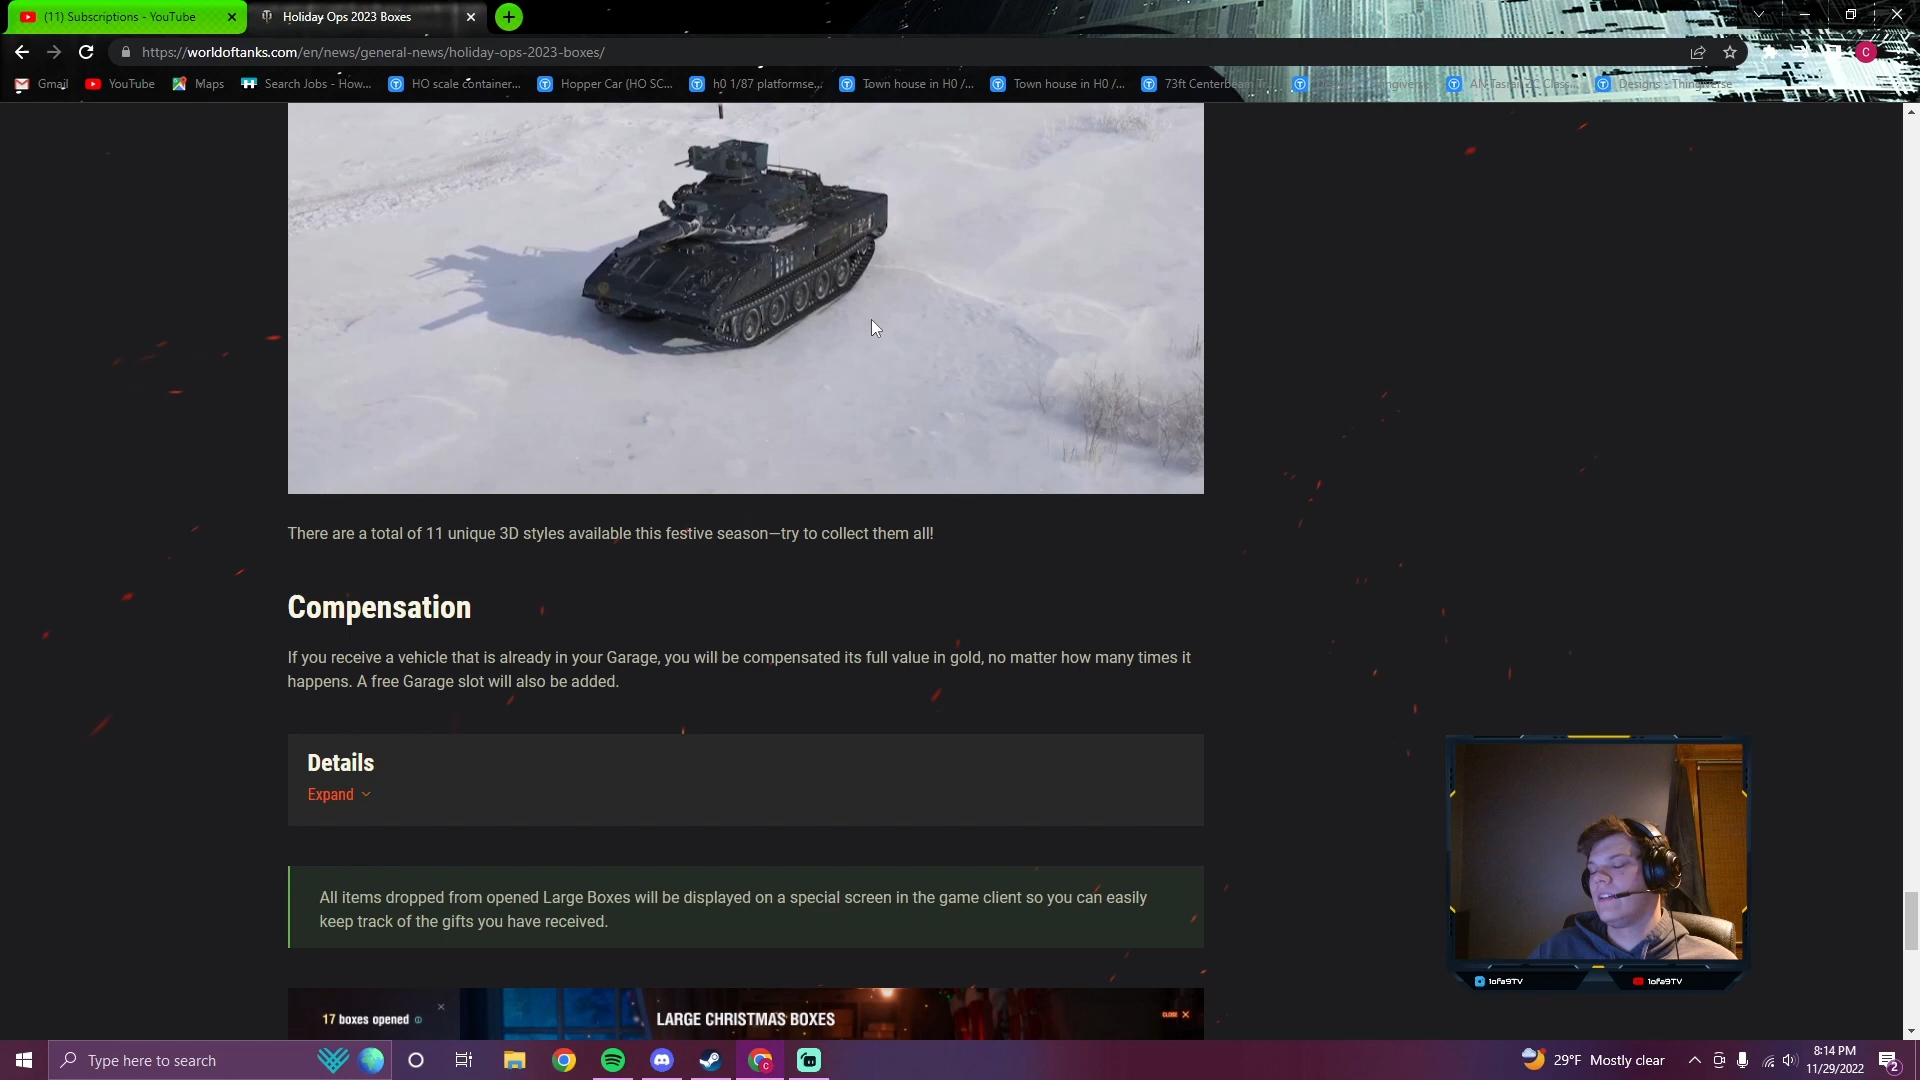 (11) Subscriptions - YouTube
Holiday Ops 2023 Boxes
https://worldoftanks.com/en/news/general-news/holiday-ops-2023-boxes/
C
Gmail
YouTube
Maps
Search Jobs - How...
HO scale container...
Hopper Car (HO SC...
h0 1/87 platformse...
Town house in H0 /...
Town house in H0 /...
73ft Centerbeam Tr...
Designs - Thingiverse
There are a total of 11 unique 3D styles available this festive season—try to collect them all!
Compensation
If you receive a vehicle that is already in your Garage, you will be compensated its full value in gold, no matter how many times it
happens. A free Garage slot will also be added.
Details
Expand
All items dropped from opened Large Boxes will be displayed on a special screen in the game client so you can easily
keep track of the gifts you have received.
17 boxes opened
LARGE CHRISTMAS BOXES
CLOSE
1ofa9TV
1ofa9TV
Type here to search
29°F Mostly clear
8:14 PM
11/29/2022
2